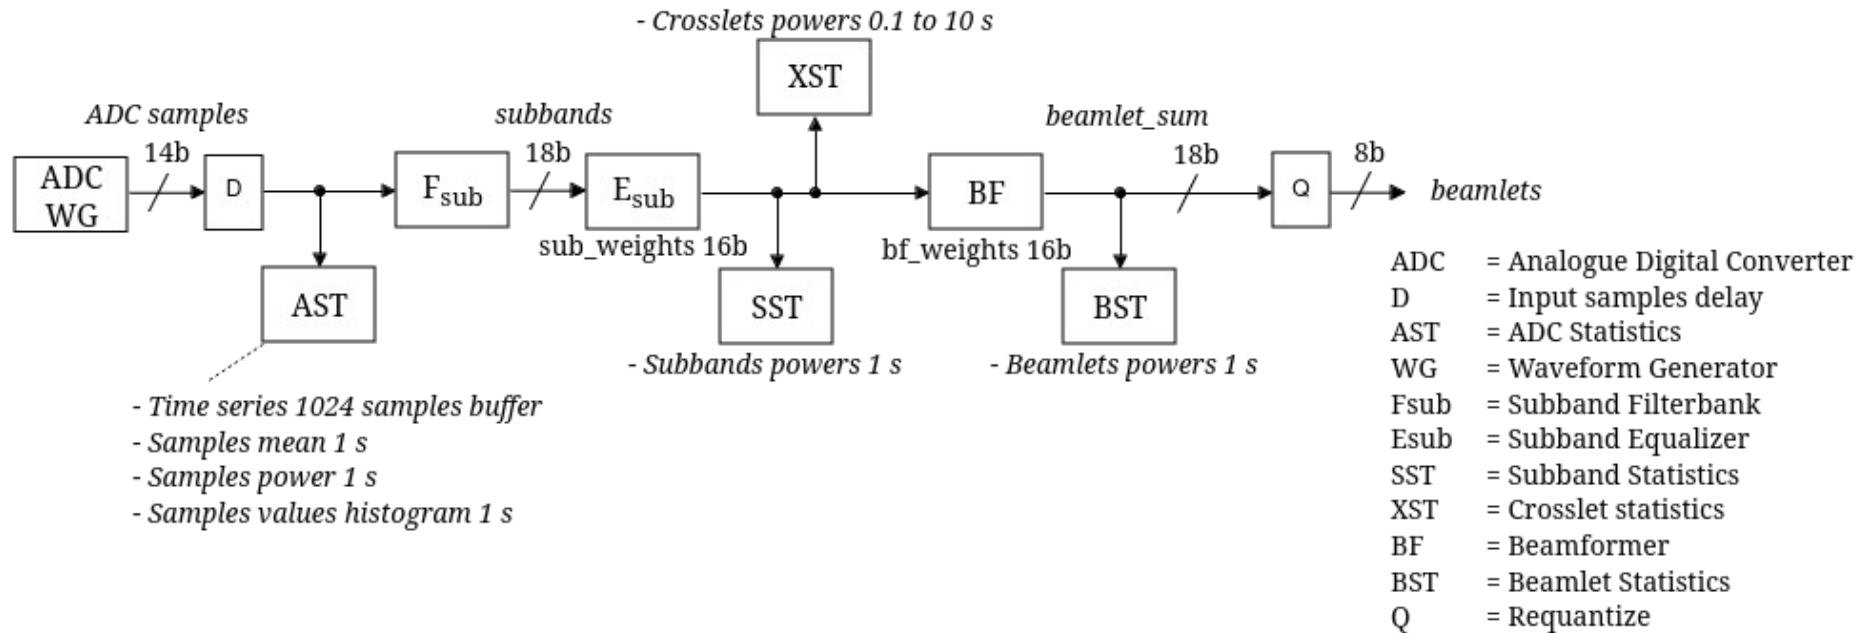 - Crosslets powers 0.1 to 10 s
XST
ADC samples
subbands
beamlet_sum
14b
18b
18b
8b
ADC
WG
D
Fsub
Esub
BF
Q
beamlets
sub_weights 16b
bf_weights 16b
AST
SST
BST
- Subbands powers 1 s
- Beamlets powers 1 s
- Time series 1024 samples buffer
- Samples mean 1 s
- Samples power 1 s
- Samples values histogram 1 s
ADC = Analogue Digital Converter
D = Input samples delay
AST = ADC Statistics
WG = Waveform Generator
Fsub = Subband Filterbank
Esub = Subband Equalizer
SST = Subband Statistics
XST = Crosslet statistics
BF = Beamformer
BST = Beamlet Statistics
Q = Requantize